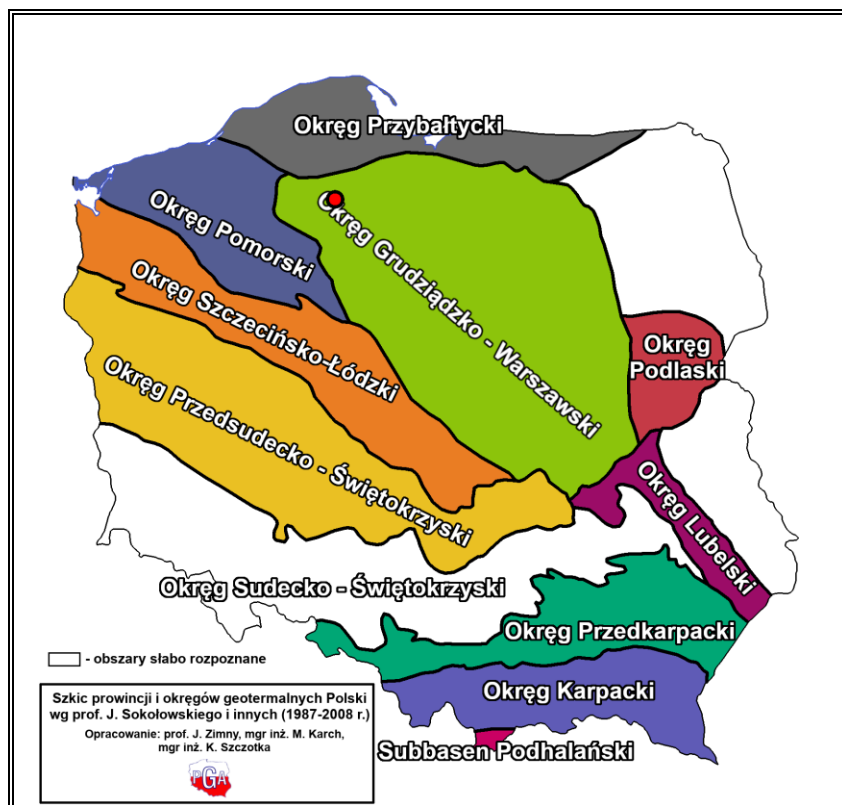 Okręg Przybałtycki
Okręg Pomorski
Okręg Grudziądzko - Warszawski
Okręg Szczecińsko-Łódzki
Okręg Podlaski
Okręg Przedsudecko - Świętokrzyski
Okręg Lubelski
Okręg Sudecko - Świętokrzyski
Okręg Przedkarpacki
- obszary słabo rozpoznane
Okręg Karpacki
Subbasen Podhalański
Szkic prowincji i okręgów geotermalnych Polski
wg prof. J. Sokołowskiego i innych (1987-2008 r.)
Opracowanie: prof. J. Zimny, mgr inż. M. Karch,
mgr inż. K. Szczotka
PGA